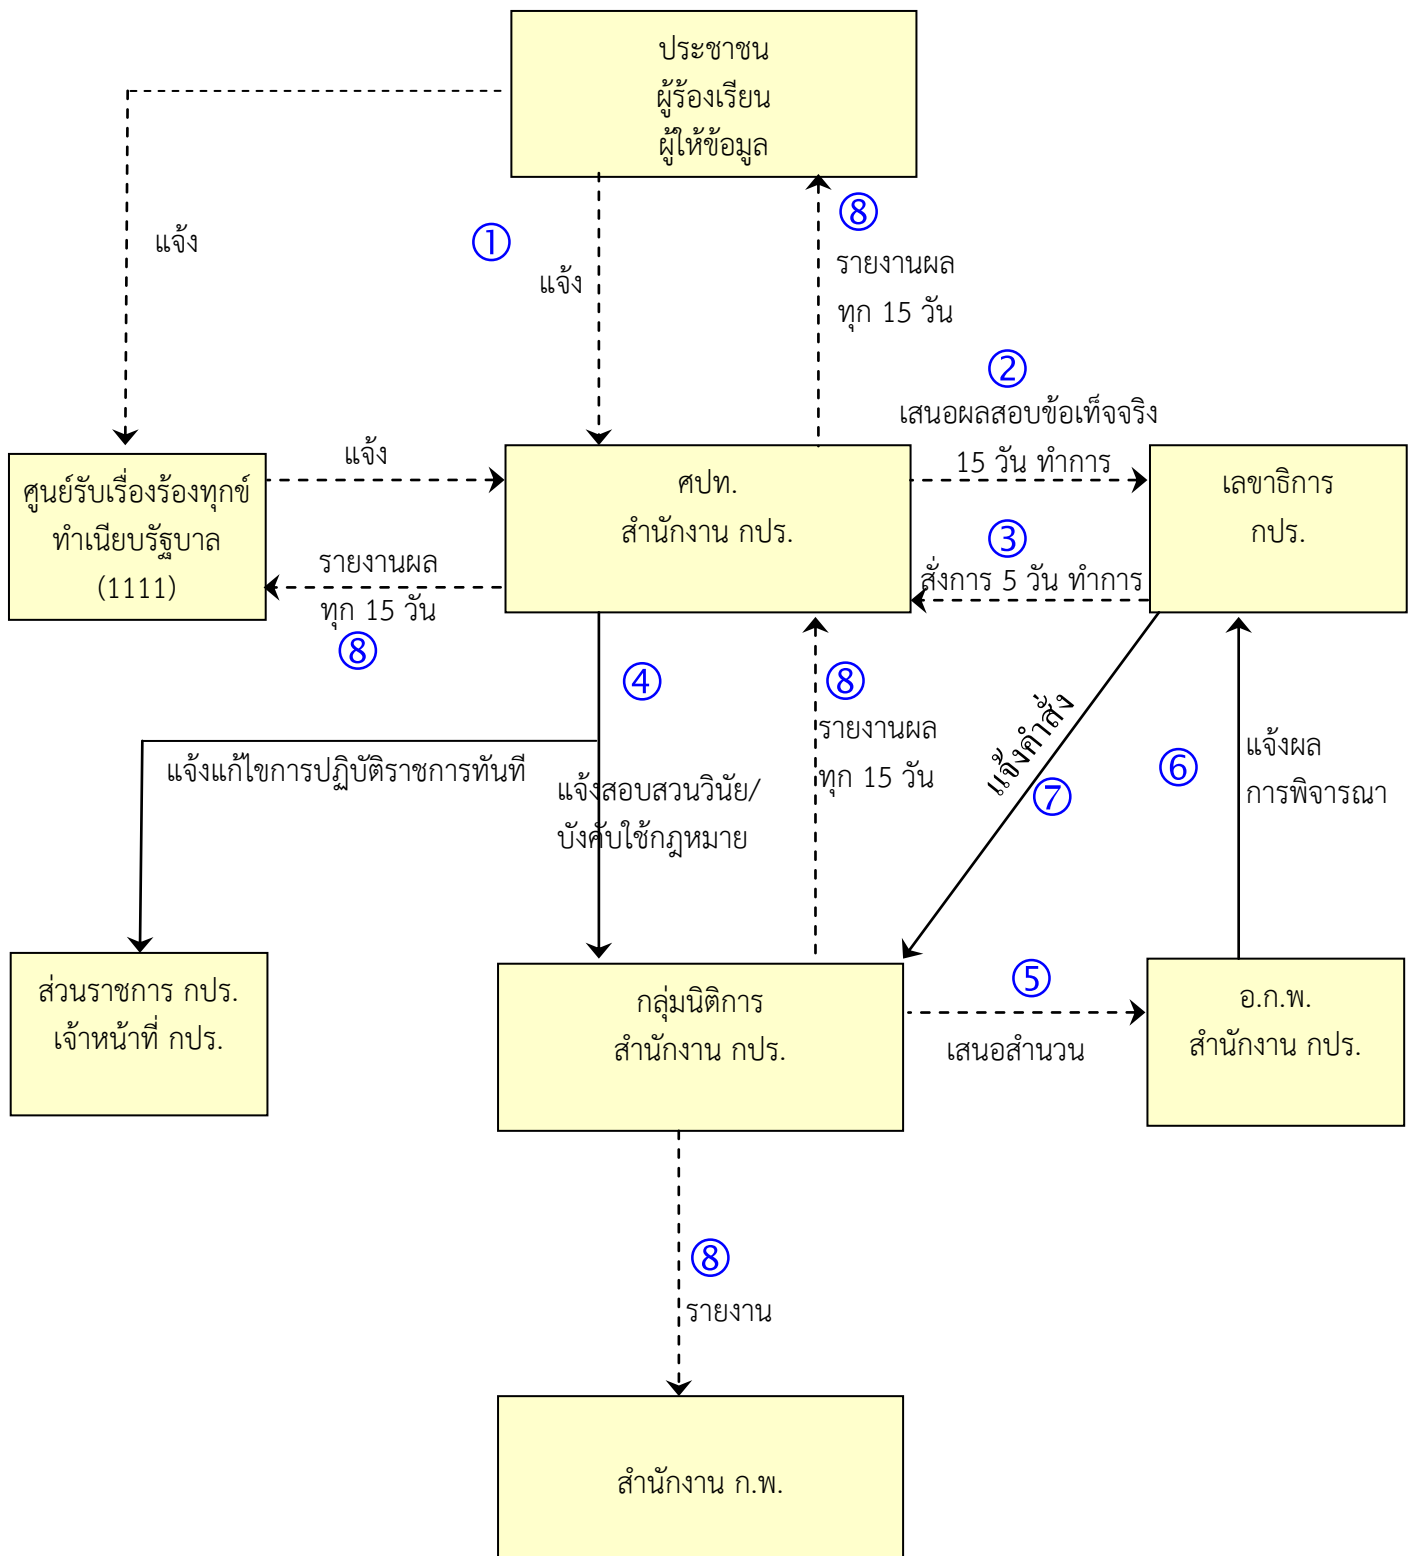 ประชาชน
ผู้ร้องเรียน
ผู้ให้ข้อมูล
แจ้ง
①
แจ้ง
⑧
รายงานผล
ทุก 15 วัน
②
เสนอผลสอบข้อเท็จจริง
15 วัน ทำการ
ศูนย์รับเรื่องร้องทุกข์
ทำเนียบรัฐบาล
(1111)
แจ้ง
รายงานผล
ทุก 15 วัน
⑧
ศปท.
สำนักงาน กปร.
③
สั่งการ 5 วัน ทำการ
เลขาธิการ
กปร.
④
แจ้งแก้ไขการปฏิบัติราชการทันที
แจ้งสอบสวนวินัย/
บังคับใช้กฎหมาย
⑧
รายงานผล
ทุก 15 วัน
แจ้งคำสั่ง
⑦
⑥
แจ้งผล
การพิจารณา
ส่วนราชการ กปร.
เจ้าหน้าที่ กปร.
กลุ่มนิติการ
สำนักงาน กปร.
⑤
เสนอสำนวน
อ.ก.พ.
สำนักงาน กปร.
⑧
รายงาน
สำนักงาน ก.พ.